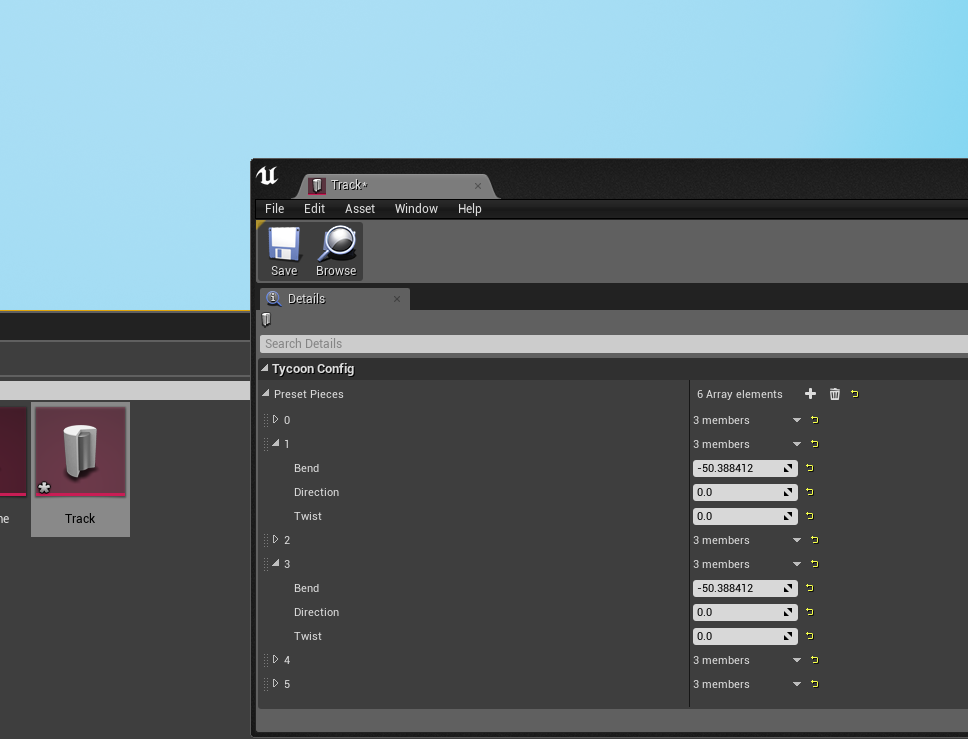 Track*
File Edit Asset Window Help
Save Browse
Details
Search Details
Tycoon Config
Preset Pieces 6 Array elements
0 3 members
1 3 members
Bend -50.388412
Direction 0.0
Twist 0.0
2 3 members
3 3 members
Bend -50.388412
Direction 0.0
Twist 0.0
4 3 members
5 3 members
ne Track